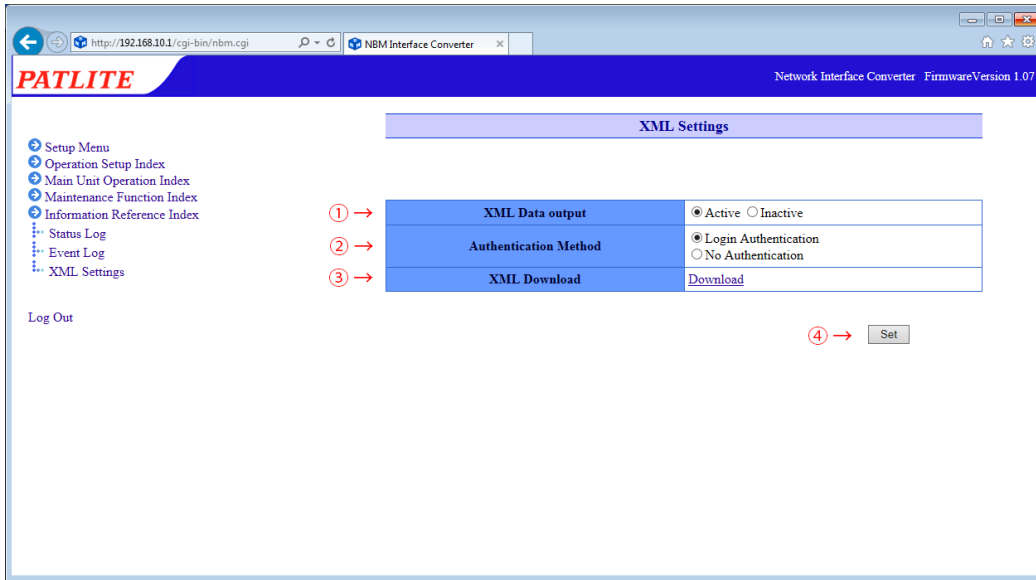 http://192.168.10.1/cgi-bin/nbm.cgi
NBM Interface Converter
PATLITE
Network Interface Converter FirmwareVersion 1.07
XML Settings
Setup Menu
Operation Setup Index
Main Unit Operation Index
Maintenance Function Index
Information Reference Index
Status Log
Event Log
XML Settings
Log Out
① → XML Data output Active Inactive
② → Authentication Method Login Authentication
No Authentication
③ → XML Download Download
④ → Set